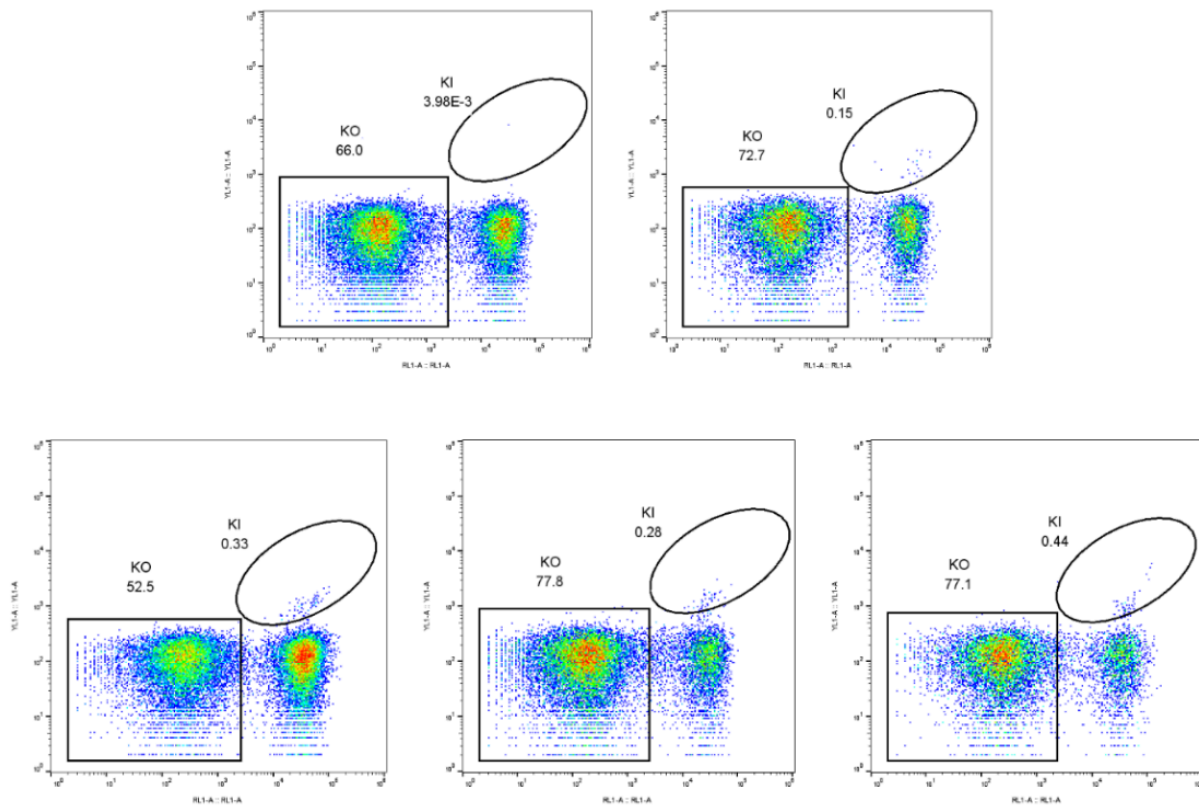 KI
3.98E-3
KO
66.0
YL1-A :: YL1-A
RL1-A :: RL1-A
KI
0.15
KO
72.7
YL1-A :: YL1-A
RL1-A :: RL1-A
KI
0.33
KO
52.5
YL1-A :: YL1-A
RL1-A :: RL1-A
KI
0.28
KO
77.8
YL1-A :: YL1-A
RL1-A :: RL1-A
KI
0.44
KO
77.1
YL1-A :: YL1-A
RL1-A :: RL1-A